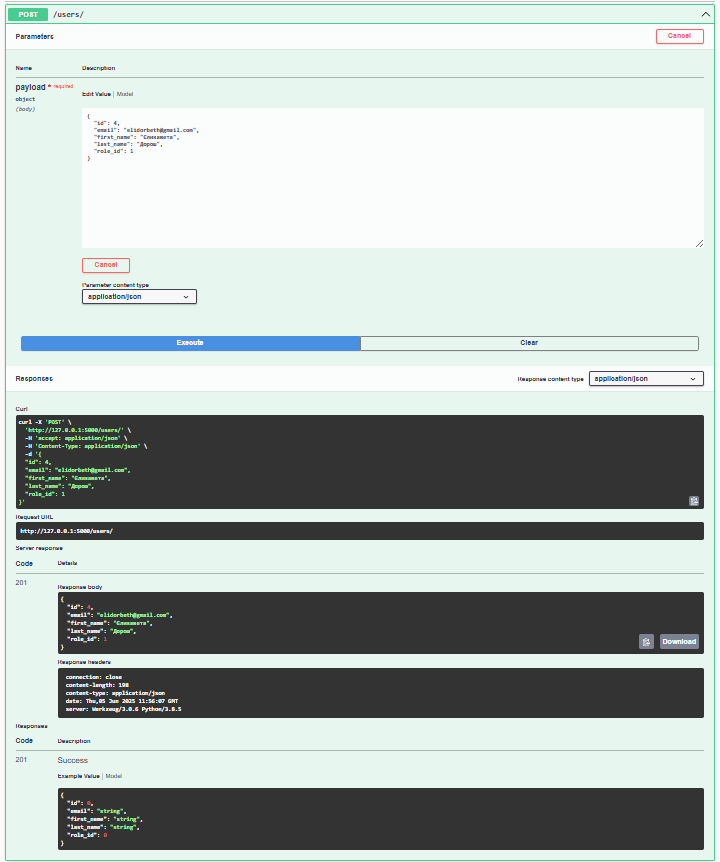 POST /users/
Parameters
Cancel
Name Description
payload * required
object
(body)
Edit Value | Model
{
"id": 4,
"email": "elidorbeth@gmail.com",
"first_name": "Єлизавета",
"last_name": "Дорош",
"role_id": 1
}
Cancel
Parameter content type
application/json
Execute Clear
Responses
Response content type application/json
Curl
curl -X 'POST' \
'http://127.0.0.1:5000/users/' \
-H 'accept: application/json' \
-H 'Content-Type: application/json' \
-d '{
"id": 4,
"email": "elidorbeth@gmail.com",
"first_name": "Єлизавета",
"last_name": "Дорош",
"role_id": 1
}'
Request URL
http://127.0.0.1:5000/users/
Server response
Code Details
201
Response body
{
"id": 4,
"email": "elidorbeth@gmail.com",
"first_name": "Єлизавета",
"last_name": "Дорош",
"role_id": 1
}
Download
Response headers
connection: close
content-length: 198
content-type: application/json
date: Thu,05 Jun 2025 11:56:07 GMT
server: Werkzeug/3.0.6 Python/3.8.5
Responses
Code Description
201 Success
Example Value | Model
{
"id": 0,
"email": "string",
"first_name": "string",
"last_name": "string",
"role_id": 0
}